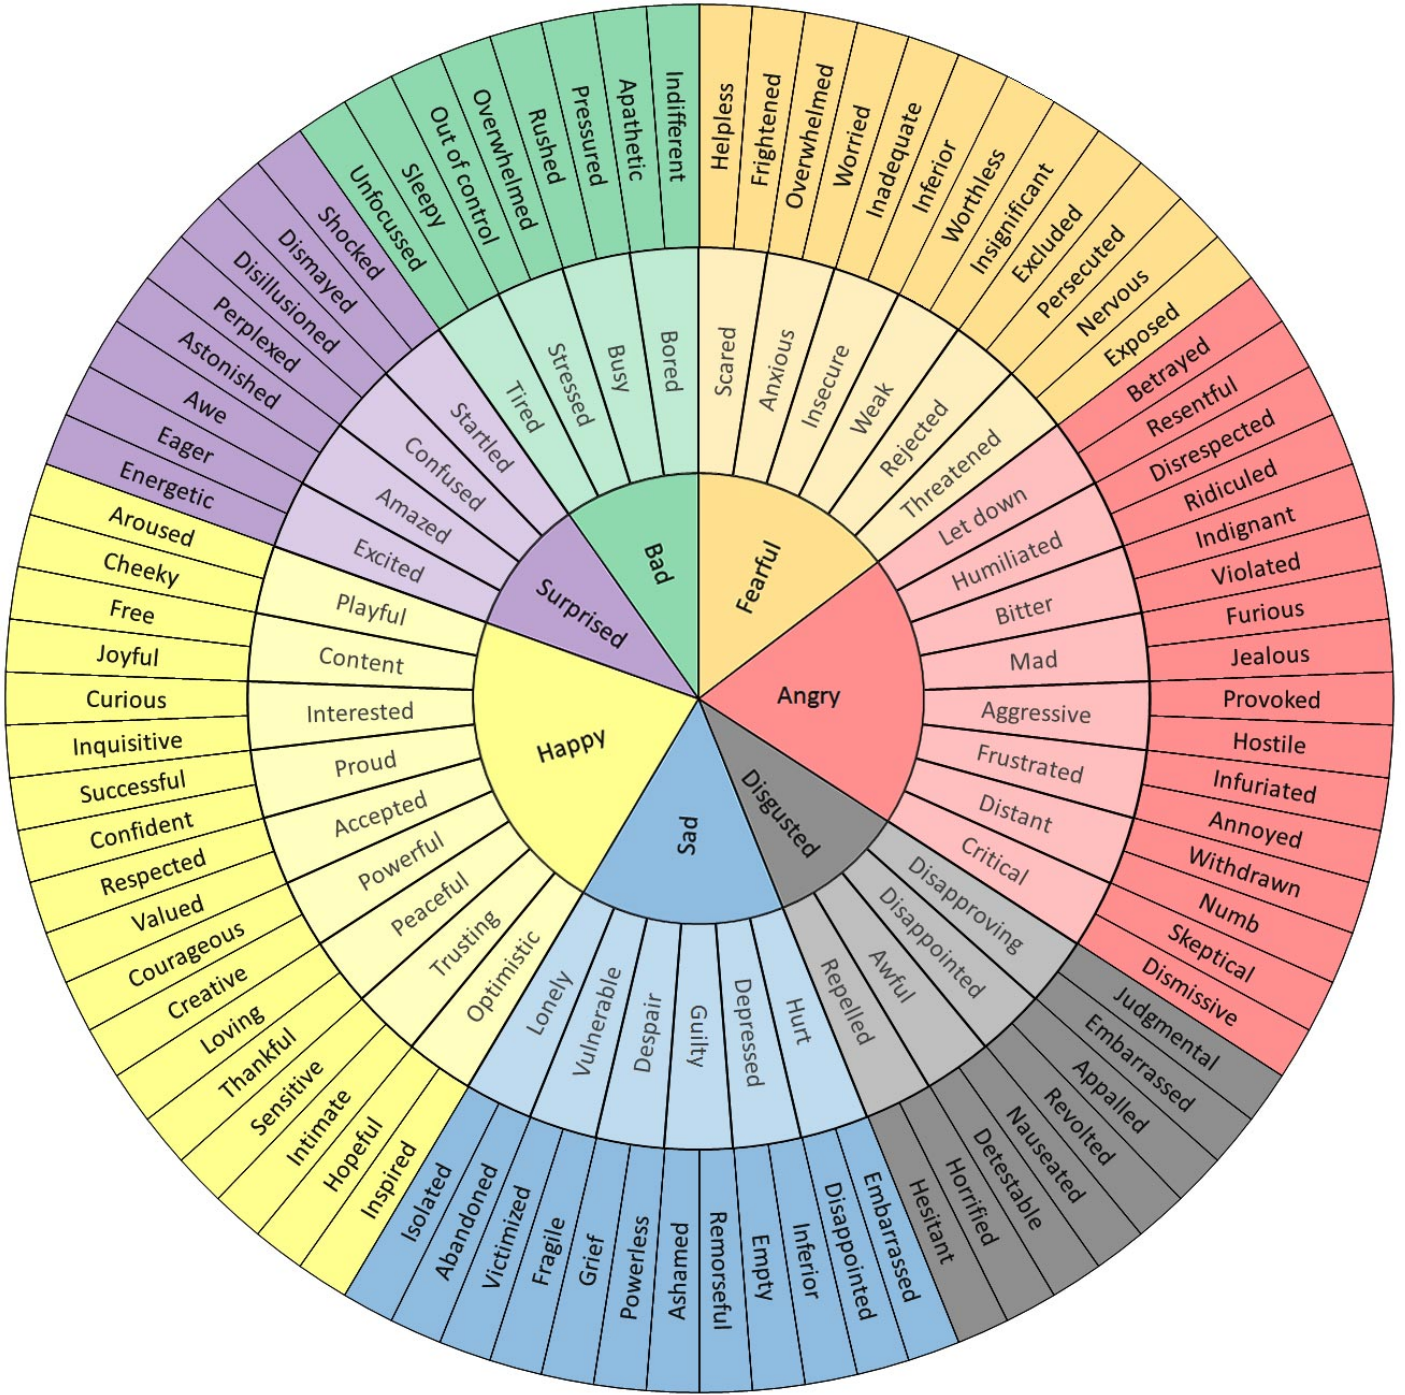 Fearful
Angry
Disgusted
Sad
Happy
Surprised
Bad
Scared
Anxious
Insecure
Weak
Rejected
Threatened
Let down
Humiliated
Bitter
Mad
Aggressive
Frustrated
Distant
Critical
Disapproving
Disappointed
Awful
Repelled
Hurt
Depressed
Guilty
Despair
Vulnerable
Lonely
Optimistic
Trusting
Peaceful
Powerful
Accepted
Proud
Interested
Content
Playful
Excited
Amazed
Confused
Startled
Tired
Stressed
Busy
Bored
Helpless
Frightened
Overwhelmed
Worried
Inadequate
Inferior
Worthless
Insignificant
Excluded
Persecuted
Nervous
Exposed
Betrayed
Resentful
Disrespected
Ridiculed
Indignant
Violated
Furious
Jealous
Provoked
Hostile
Infuriated
Annoyed
Withdrawn
Numb
Skeptical
Dismissive
Judgmental
Embarrassed
Appalled
Revolted
Nauseated
Detestable
Horrified
Hesitant
Embarrassed
Disappointed
Inferior
Empty
Remorseful
Ashamed
Powerless
Grief
Fragile
Victimized
Abandoned
Isolated
Inspired
Hopeful
Intimate
Sensitive
Thankful
Loving
Creative
Courageous
Valued
Respected
Confident
Successful
Inquisitive
Curious
Joyful
Free
Cheeky
Aroused
Energetic
Eager
Awe
Astonished
Perplexed
Disillusioned
Dismayed
Shocked
Unfocussed
Sleepy
Out of control
Overwhelmed
Rushed
Pressured
Apathetic
Indifferent